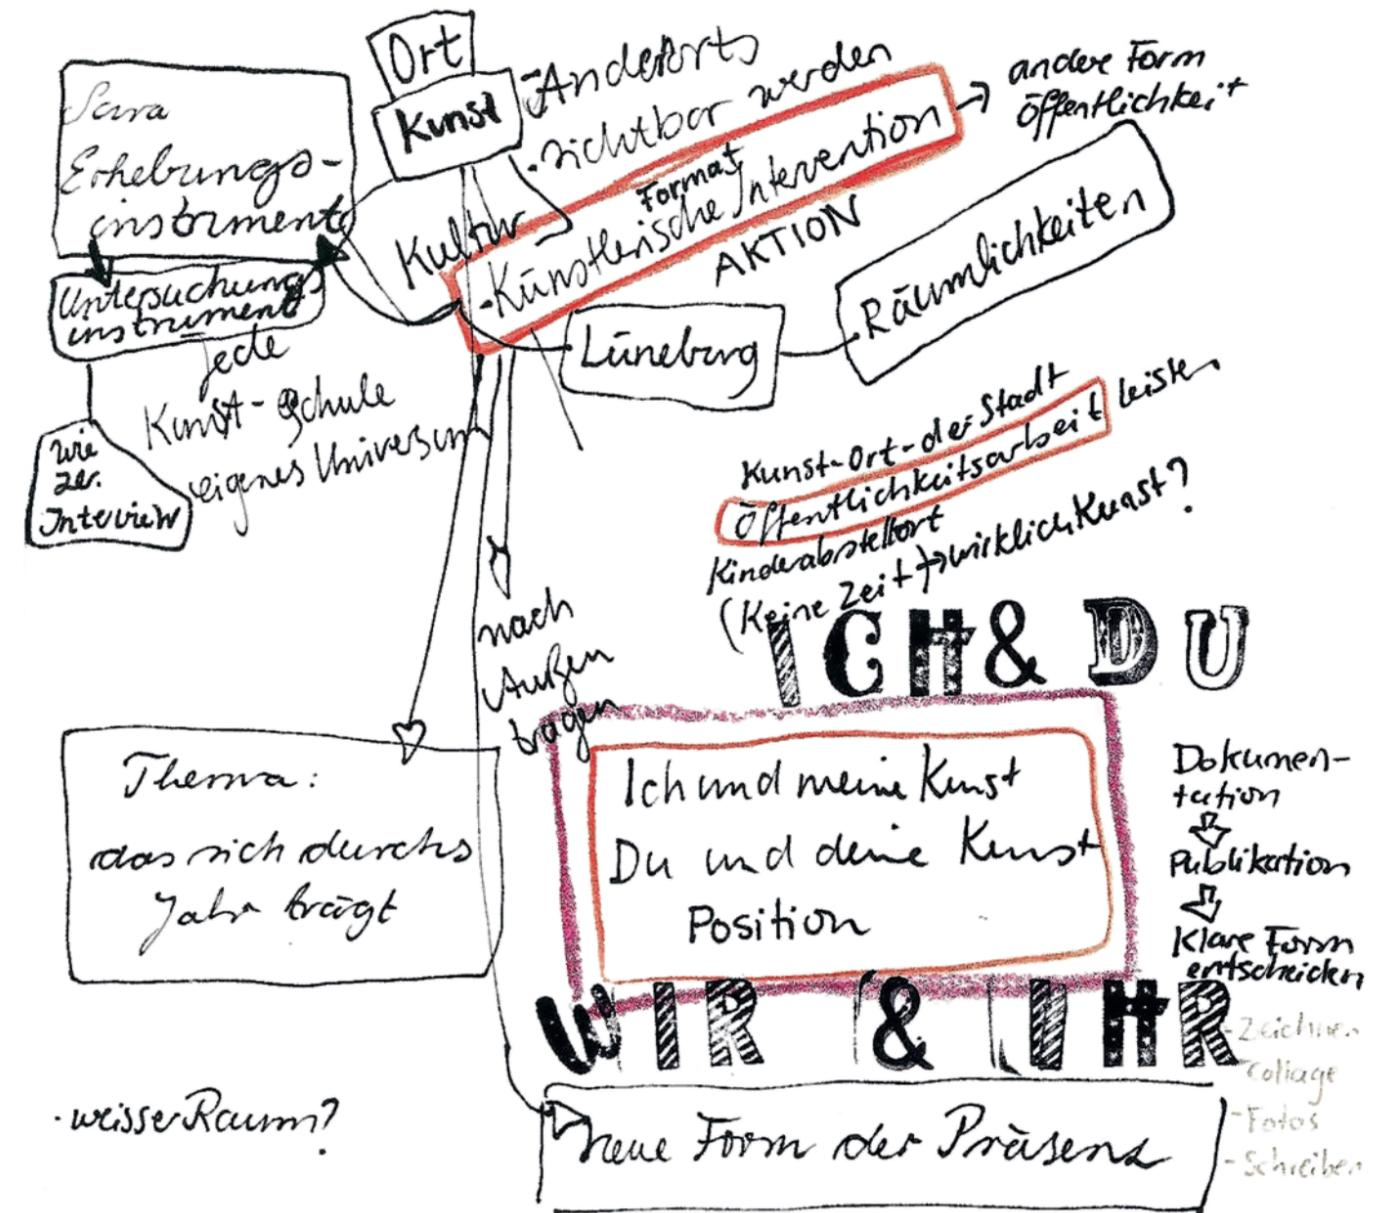 Ort
Kunst
Anderorts
·sichtbar werden
andere Form
Öffentlichkeit
Sara
Erhebungs-
instrumente
Kultur
Format
·Künstlerische Intervention
AKTION
Räumlichkeiten
Untersuchungs
instrument
Lüneburg
jede
Kunst-schule
eigenes Universum
wie
Interview
Kunst-Ort-der Stadt
Öffentlichkeitsarbeit leisten
Kinderabstellort
(Keine Zeit) → wirklich Kunst?
nach
Außen
tragen
ICH & DU
Thema:
das sich durchs
Jahr trägt
Ich und meine Kunst
Du und deine Kunst
Position
Dokumen-
tation
Publikation
Klare Form
entscheiden
WIR & IHR
- Zeichnen
- Collage
- Fotos
- Schreiben
· weisser Raum?
neue Form der Präsenz